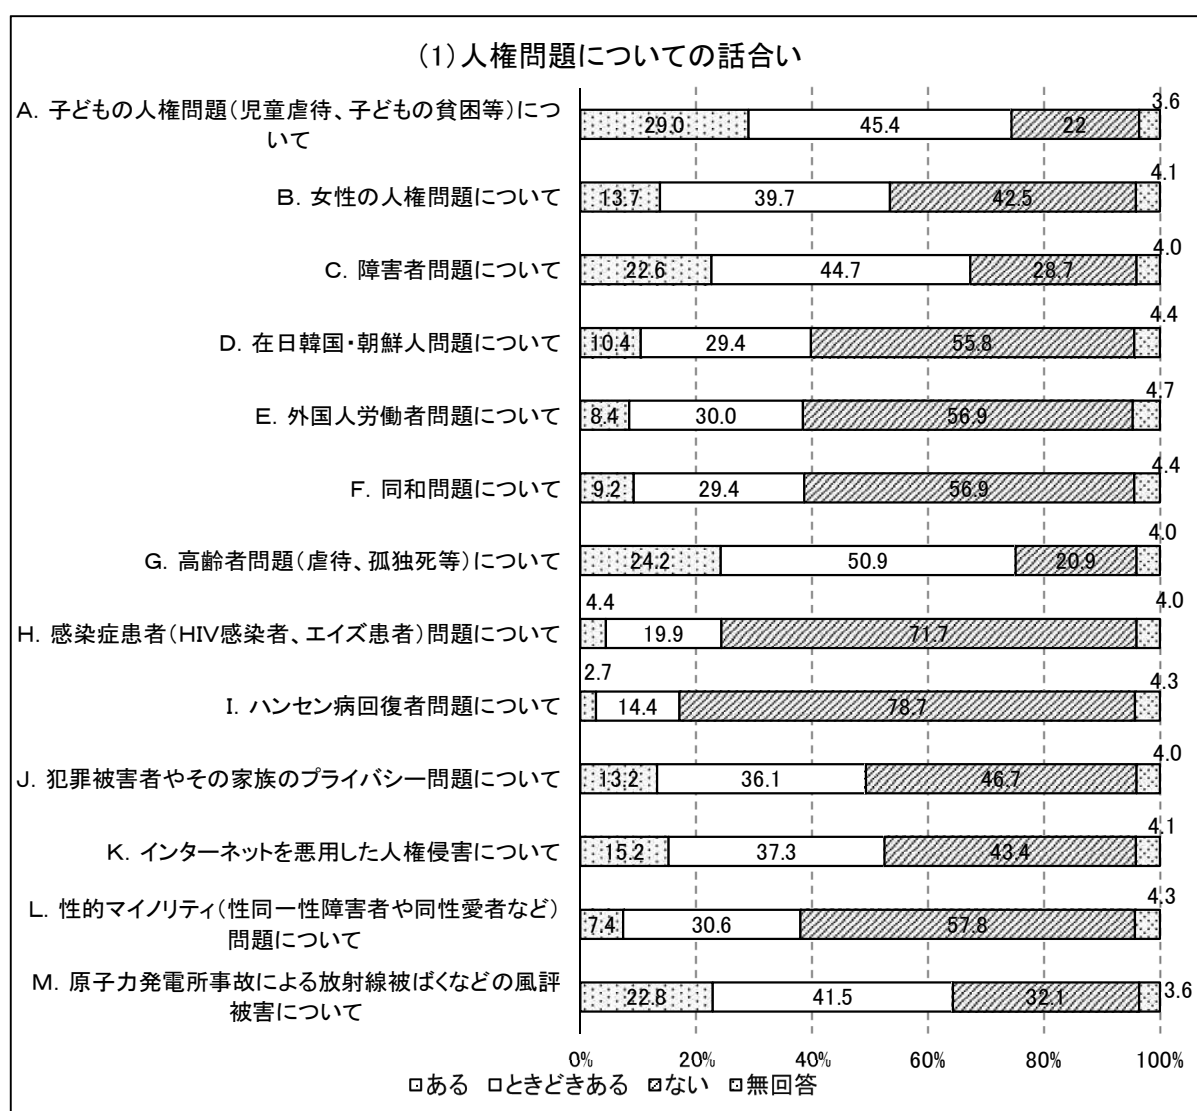 (1)人権問題についての話合い
A. 子どもの人権問題(児童虐待、子どもの貧困等)につ
いて
29.0 45.4 22 3.6
B. 女性の人権問題について
13.7 39.7 42.5 4.1
C. 障害者問題について
22.6 44.7 28.7 4.0
D. 在日韓国・朝鮮人問題について
10.4 29.4 55.8 4.4
E. 外国人労働者問題について
8.4 30.0 56.9 4.7
F. 同和問題について
9.2 29.4 56.9 4.4
G. 高齢者問題(虐待、孤独死等)について
24.2 50.9 20.9 4.0
H. 感染症患者(HIV感染者、エイズ患者)問題について
4.4 19.9 71.7 4.0
I. ハンセン病回復者問題について
2.7 14.4 78.7 4.3
J. 犯罪被害者やその家族のプライバシー問題について
13.2 36.1 46.7 4.0
K. インターネットを悪用した人権侵害について
15.2 37.3 43.4 4.1
L. 性的マイノリティ(性同一性障害者や同性愛者など)
問題について
7.4 30.6 57.8 4.3
M. 原子力発電所事故による放射線被ばくなどの風評
被害について
22.8 41.5 32.1 3.6
0% 20% 40% 60% 80% 100%
ある ときどきある ない 無回答